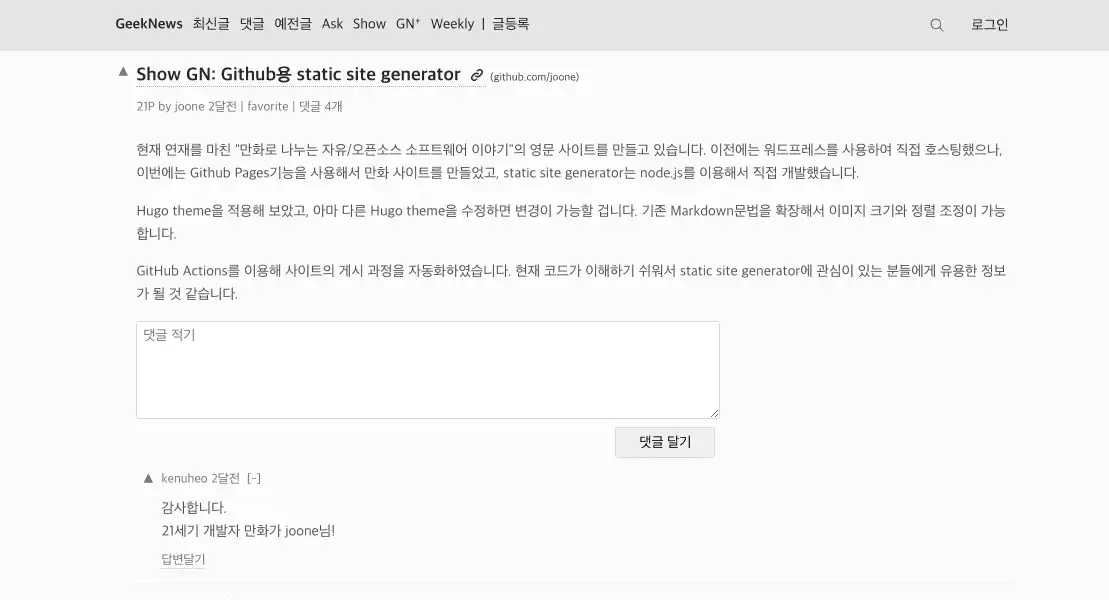 GeekNews 최신글 댓글 예전글 Ask Show GN⁺ Weekly | 글등록 로그인
▲ Show GN: Github용 static site generator (github.com/joone)
21P by joone 2달전 | favorite | 댓글 4개
현재 연재를 마친 "만화로 나누는 자유/오픈소스 소프트웨어 이야기"의 영문 사이트를 만들고 있습니다. 이전에는 워드프레스를 사용하여 직접 호스팅했으나,
이번에는 Github Pages기능을 사용해서 만화 사이트를 만들었고, static site generator는 node.js를 이용해서 직접 개발했습니다.
Hugo theme을 적용해 보았고, 아마 다른 Hugo theme을 수정하면 변경이 가능할 겁니다. 기존 Markdown문법을 확장해서 이미지 크기와 정렬 조정이 가능
합니다.
GitHub Actions를 이용해 사이트의 게시 과정을 자동화하였습니다. 현재 코드가 이해하기 쉬워서 static site generator에 관심이 있는 분들에게 유용한 정보
가 될 것 같습니다.
댓글 적기
댓글 달기
▲ kenuheo 2달전 [-]
감사합니다.
21세기 개발자 만화가 joone님!
답변달기